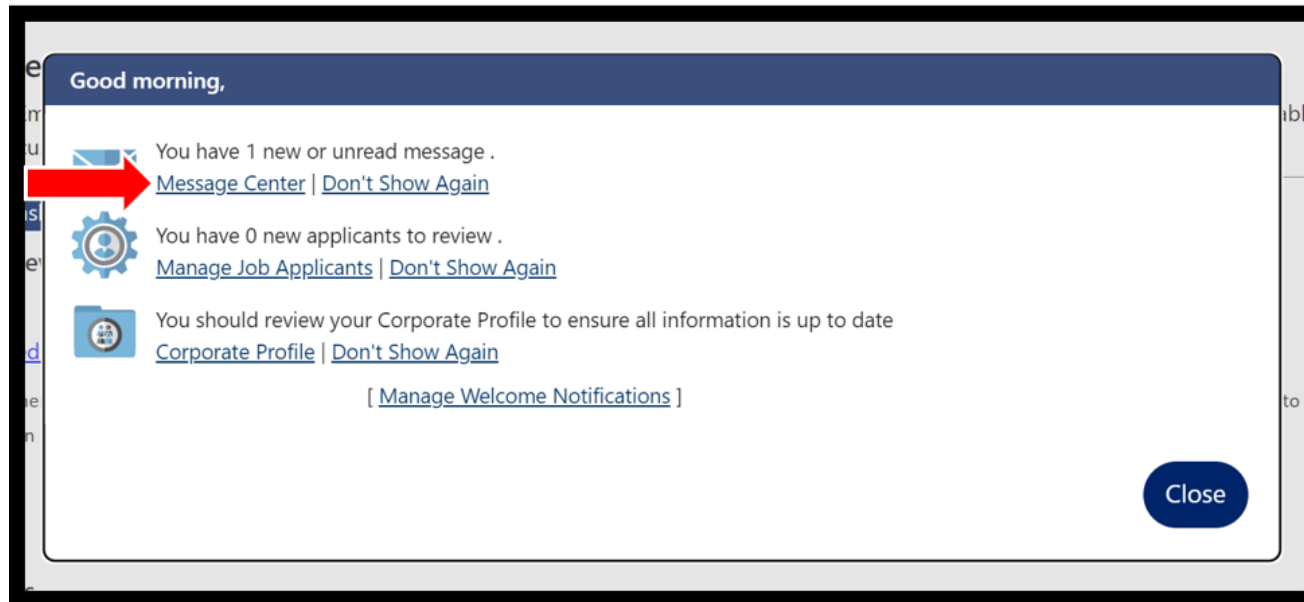 Good morning,
You have 1 new or unread message .
Message Center | Don't Show Again
You have 0 new applicants to review .
Manage Job Applicants | Don't Show Again
You should review your Corporate Profile to ensure all information is up to date
Corporate Profile | Don't Show Again
[ Manage Welcome Notifications ]
to
Close